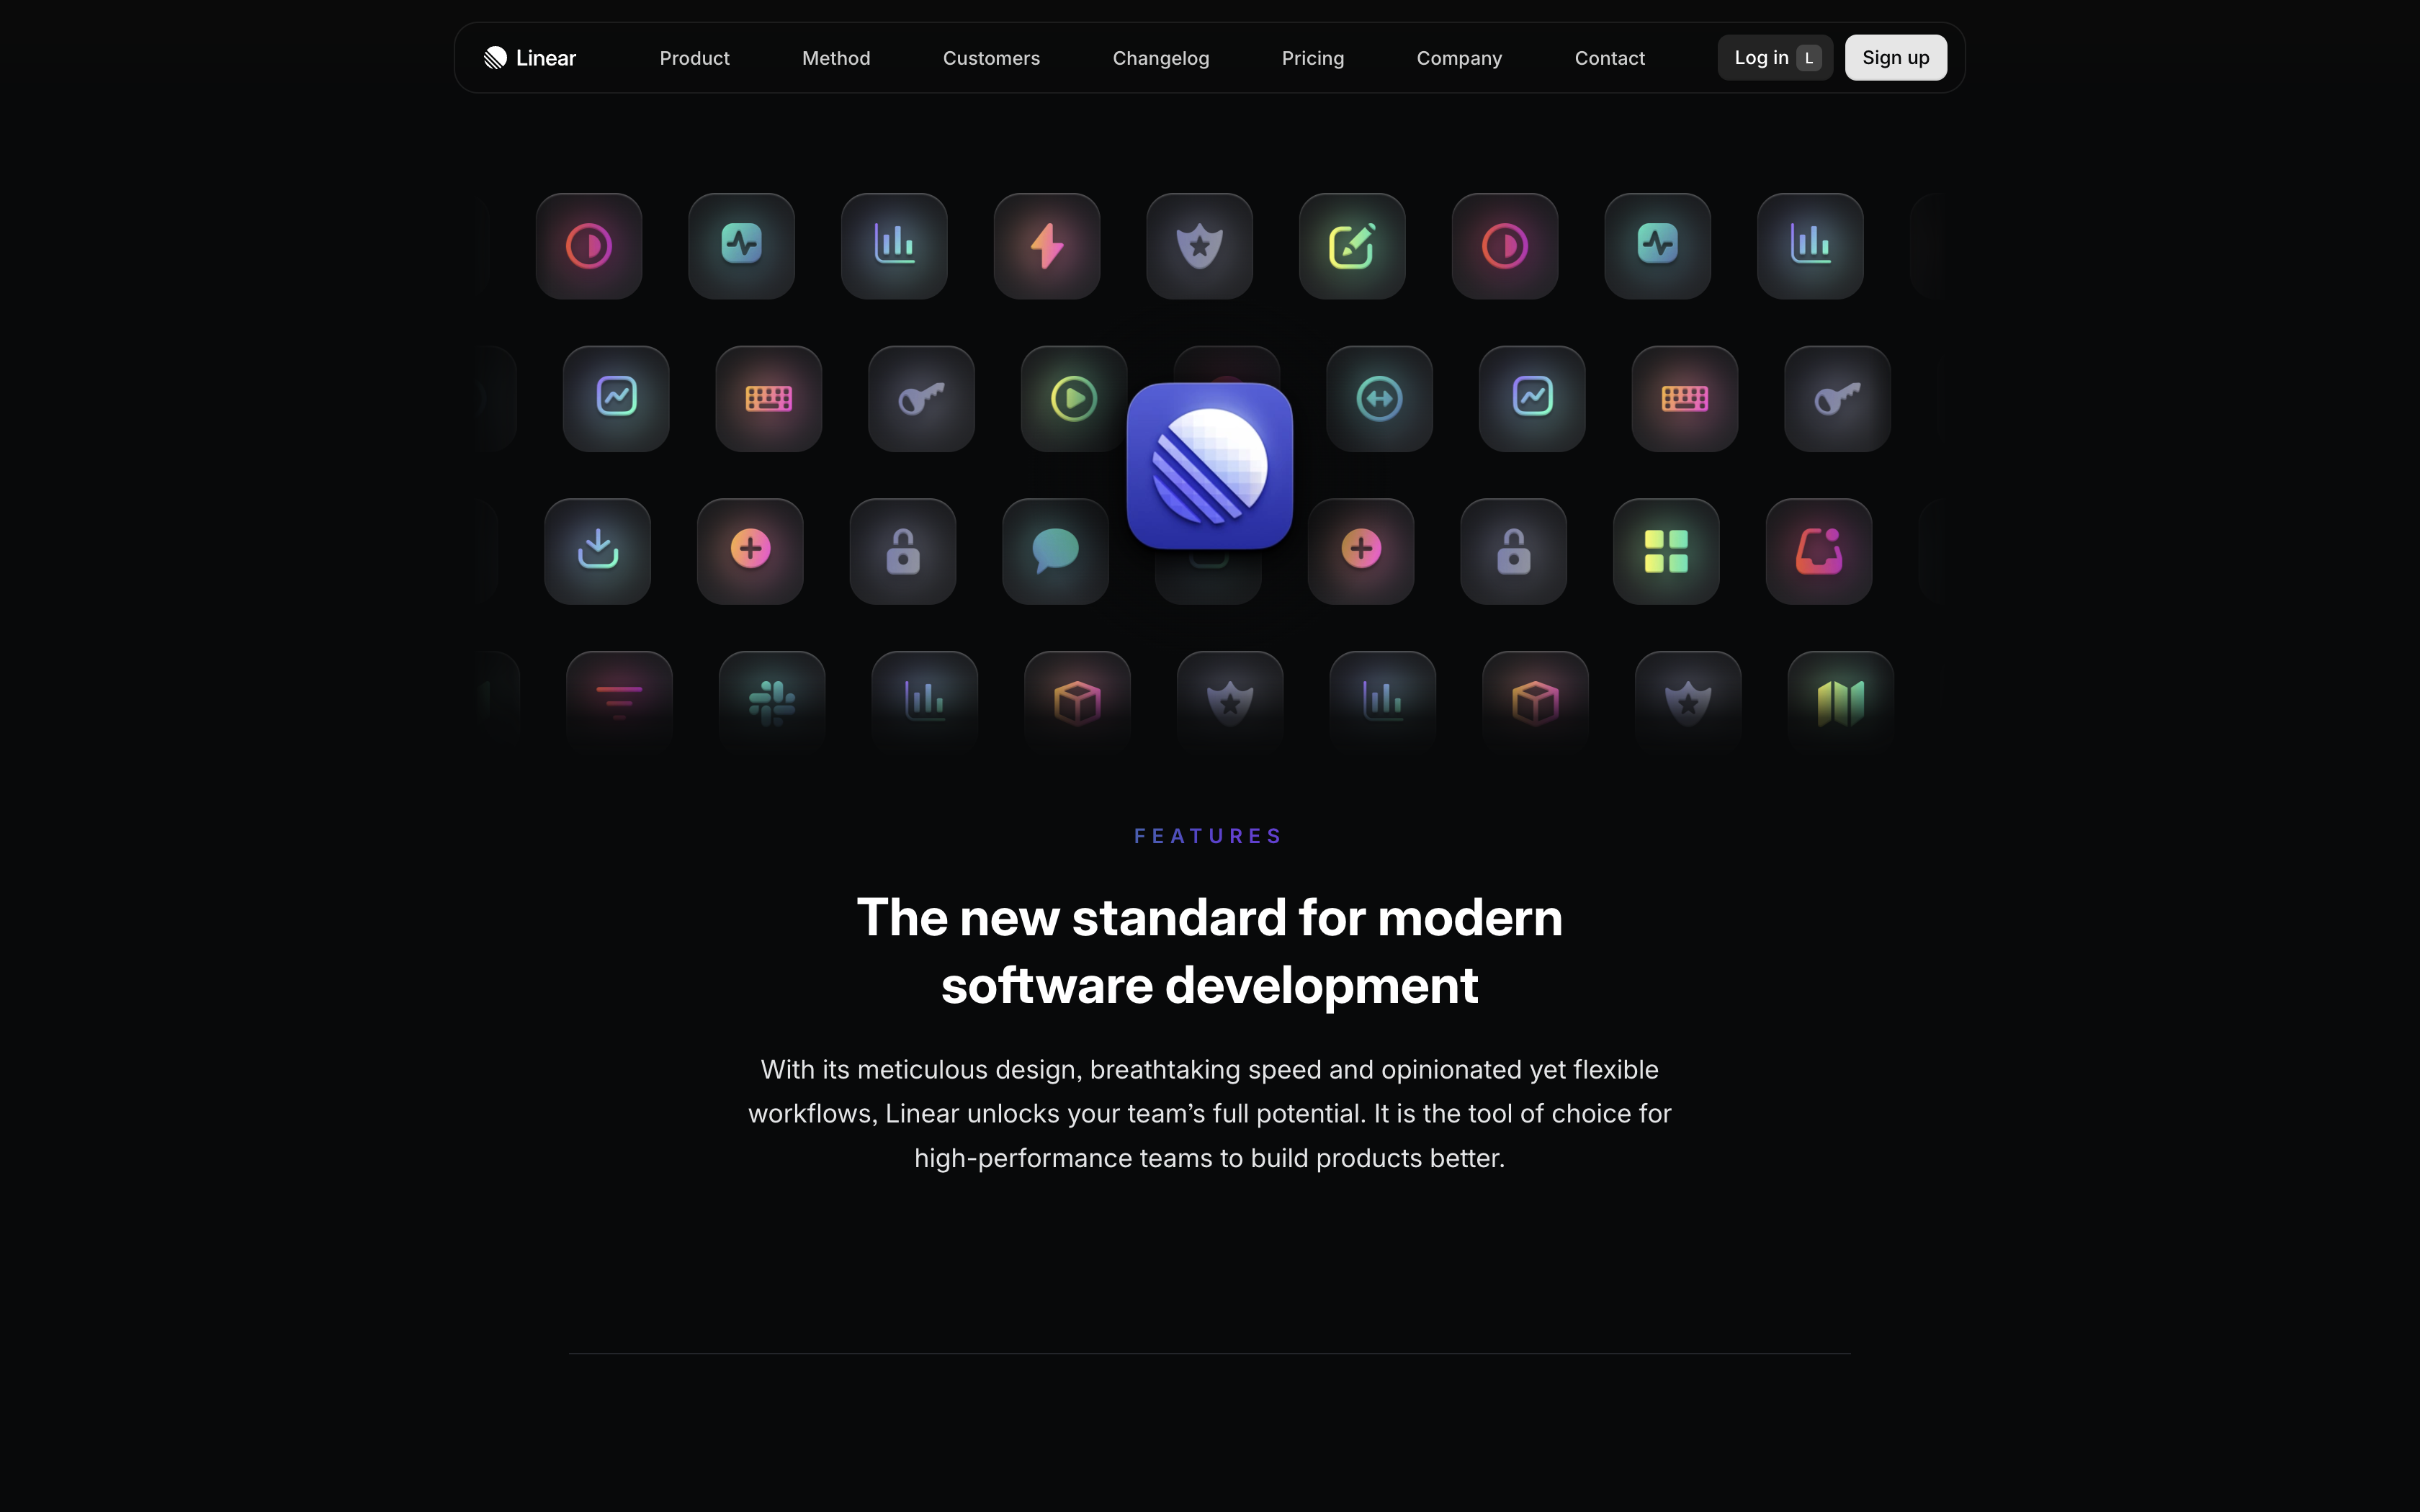 Linear Product Method Customers Changelog Pricing Company Contact Log in L Sign up
FEATURES
The new standard for modern
software development
With its meticulous design, breathtaking speed and opinionated yet flexible
workflows, Linear unlocks your team’s full potential. It is the tool of choice for
high-performance teams to build products better.